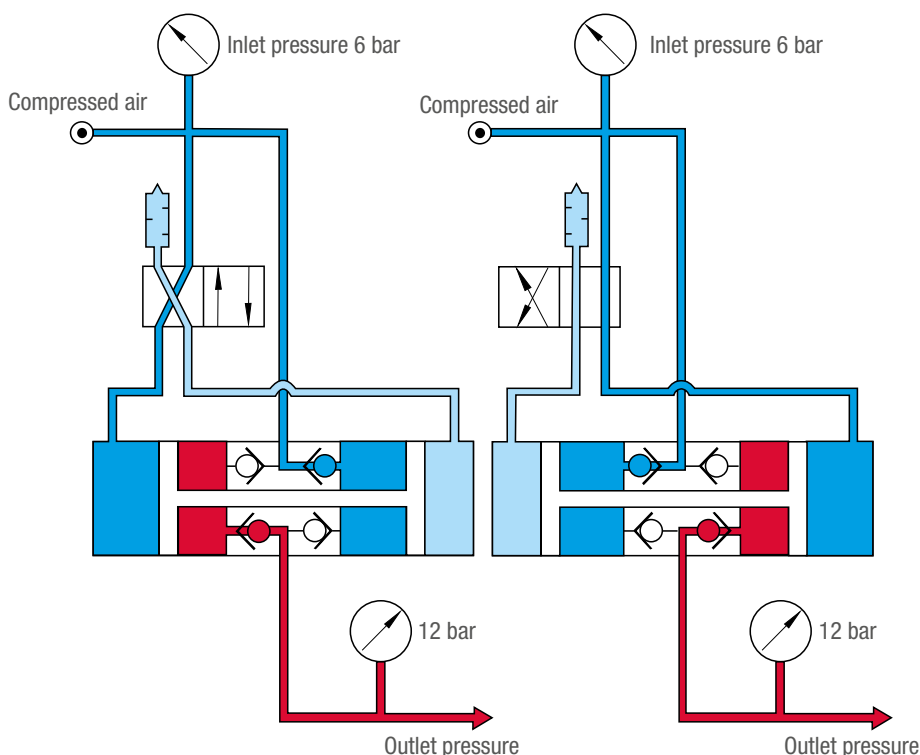 Inlet pressure 6 bar
Inlet pressure 6 bar
Compressed air
Compressed air
12 bar
12 bar
Outlet pressure
Outlet pressure